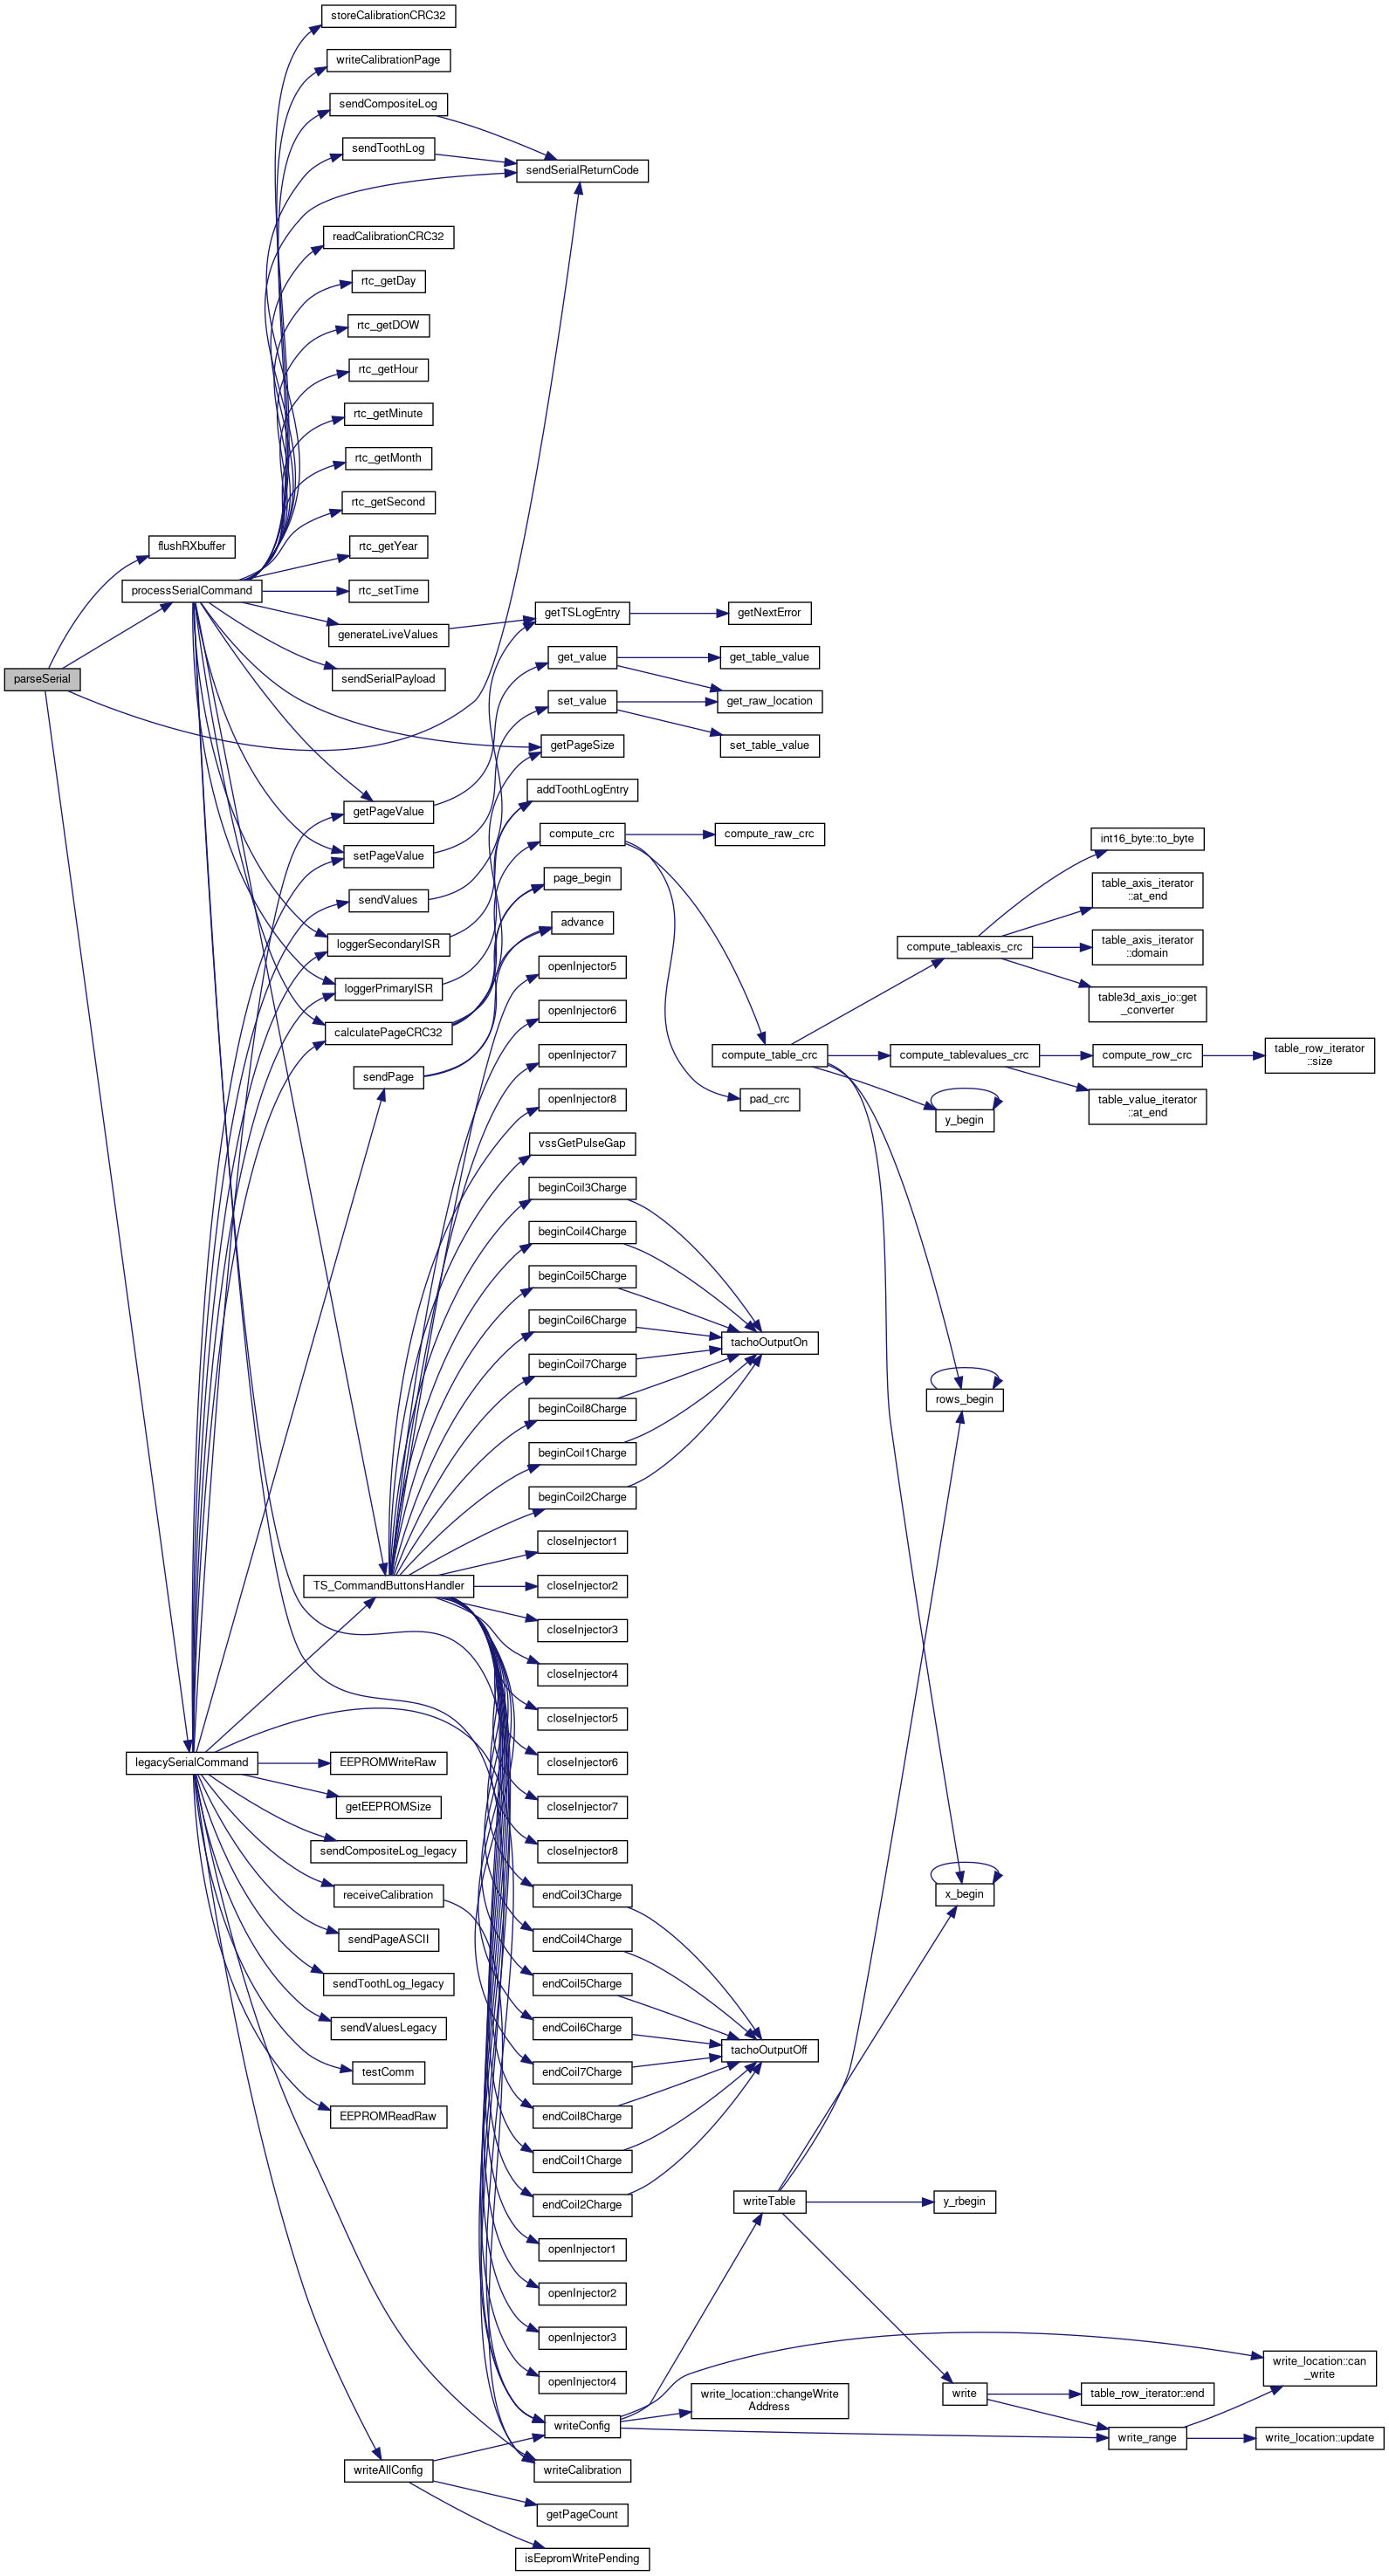 storeCalibrationCRC32
writeCalibrationPage
sendCompositeLog
sendToothLog
sendSerialReturnCode
readCalibrationCRC32
rtc_getDay
rtc_getDOW
rtc_getHour
rtc_getMinute
rtc_getMonth
rtc_getSecond
flushRXbuffer
rtc_getYear
processSerialCommand
rtc_setTime
getTSLogEntry
getNextError
generateLiveValues
get_value
get_table_value
parseSerial
sendSerialPayload
set_value
get_raw_location
getPageSize
set_table_value
addToothLogEntry
getPageValue
compute_crc
compute_raw_crc
int16_byte::to_byte
setPageValue
page_begin
table_axis_iterator
::at_end
sendValues
advance
loggerSecondaryISR
compute_tableaxis_crc
table_axis_iterator
::domain
openInjector5
loggerPrimaryISR
table3d_axis_io::get
_converter
openInjector6
calculatePageCRC32
openInjector7
compute_table_crc
compute_tablevalues_crc
compute_row_crc
table_row_iterator
::size
sendPage
openInjector8
pad_crc
table_value_iterator
::at_end
y_begin
vssGetPulseGap
beginCoil3Charge
beginCoil4Charge
beginCoil5Charge
beginCoil6Charge
tachoOutputOn
beginCoil7Charge
rows_begin
beginCoil8Charge
beginCoil1Charge
beginCoil2Charge
closeInjector1
TS_CommandButtonsHandler
closeInjector2
closeInjector3
closeInjector4
closeInjector5
legacySerialCommand
EEPROMWriteRaw
closeInjector6
getEEPROMSize
closeInjector7
sendCompositeLog_legacy
closeInjector8
receiveCalibration
endCoil3Charge
x_begin
sendPageASCII
endCoil4Charge
sendToothLog_legacy
endCoil5Charge
sendValuesLegacy
endCoil6Charge
tachoOutputOff
testComm
endCoil7Charge
EEPROMReadRaw
endCoil8Charge
endCoil1Charge
endCoil2Charge
writeTable
y_rbegin
openInjector1
openInjector2
openInjector3
write_location::can
_write
openInjector4
write_location::changeWrite
Address
write
table_row_iterator::end
writeConfig
write_range
write_location::update
writeAllConfig
writeCalibration
getPageCount
isEepromWritePending